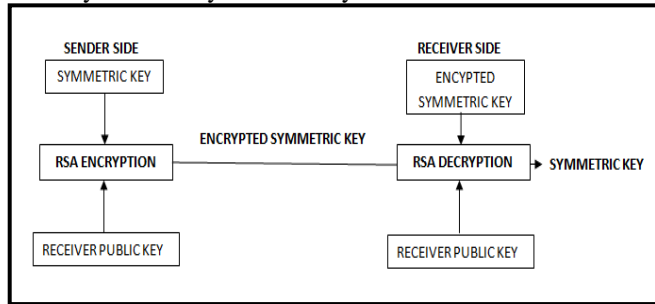 SENDER SIDE
SYMMETRIC KEY
RSA ENCRYPTION
RECEIVER PUBLIC KEY
ENCRYPTED SYMMETRIC KEY
RECEIVER SIDE
ENCYPTED
SYMMETRIC KEY
RSA DECRYPTION
SYMMETRIC KEY
RECEIVER PUBLIC KEY